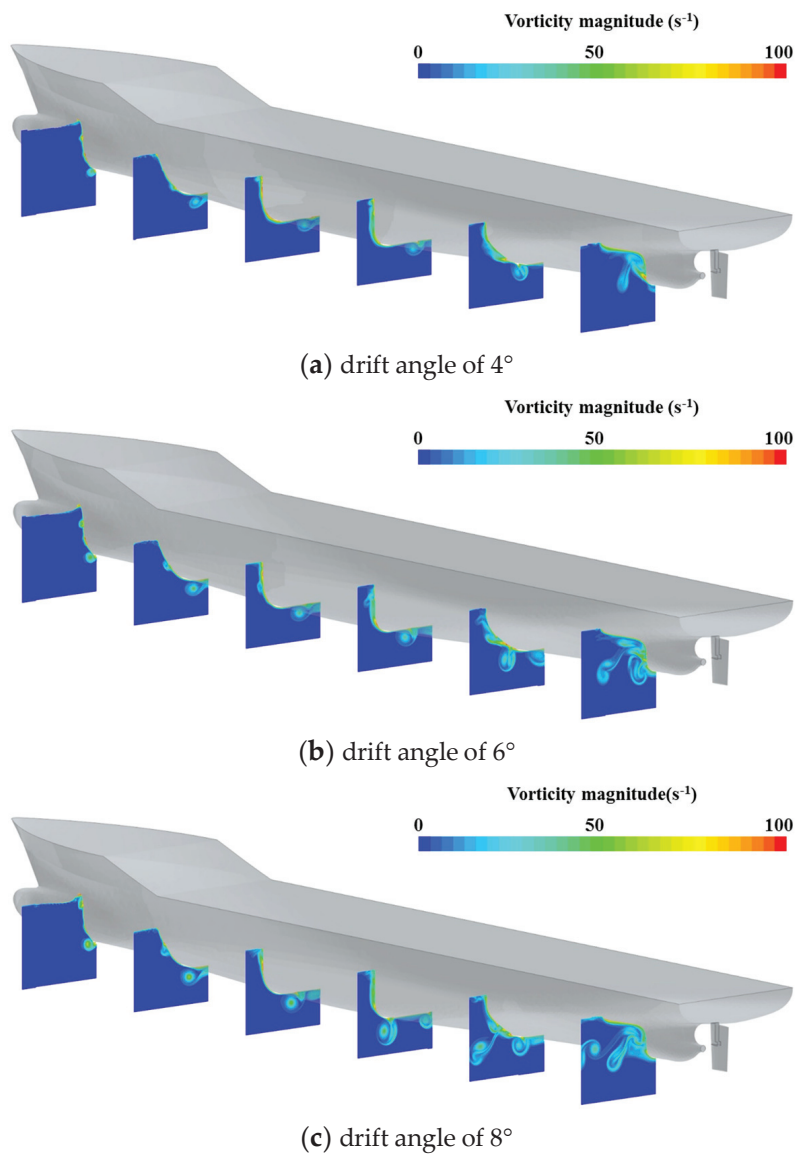 Vorticity magnitude (s⁻¹)
0 50 100
(a) drift angle of 4°
Vorticity magnitude (s⁻¹)
0 50 100
(b) drift angle of 6°
Vorticity magnitude(s⁻¹)
0 50 100
(c) drift angle of 8°